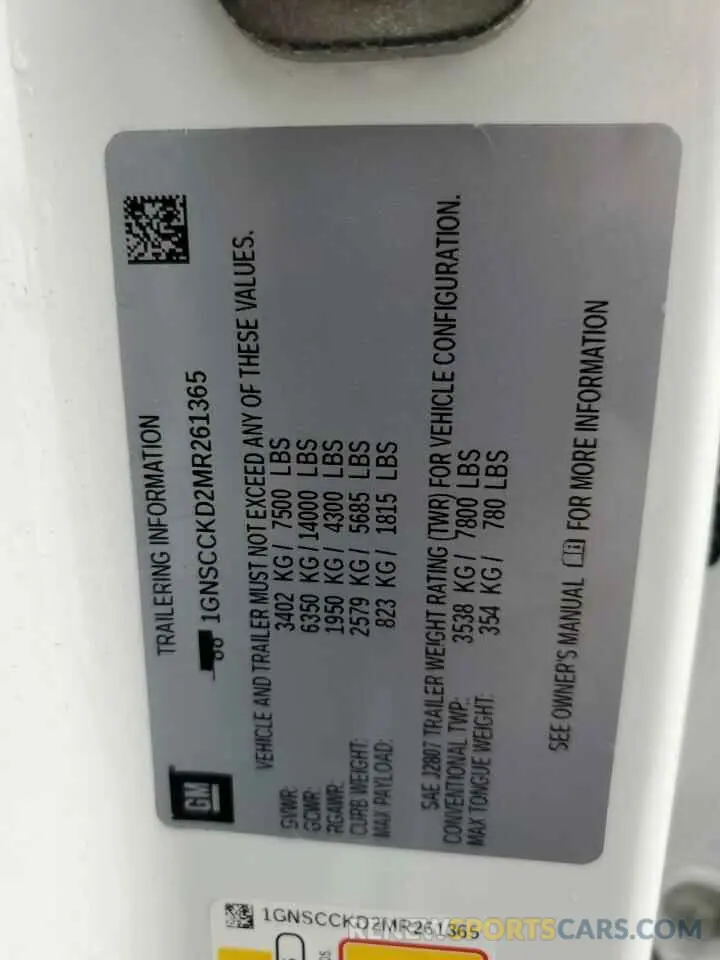 TRAILERING INFORMATION
1GNSCCKD2MR261365
VEHICLE AND TRAILER MUST NOT EXCEED ANY OF THESE VALUES.
GVWR: 3402 KG / 7500 LBS
GCWR: 6350 KG / 14000 LBS
RGAWR: 1950 KG / 4300 LBS
CURB WEIGHT: 2579 KG / 5685 LBS
MAX PAYLOAD: 823 KG / 1815 LBS
SAE J2807 TRAILER WEIGHT RATING (TWR) FOR VEHICLE CONFIGURATION.
CONVENTIONAL TWP: 3538 KG / 7800 LBS
MAX TONGUE WEIGHT: 354 KG / 780 LBS
SEE OWNER'S MANUAL FOR MORE INFORMATION
GM
1GNSCCKD2MR261365
RENEWSPORTSCARS.COM